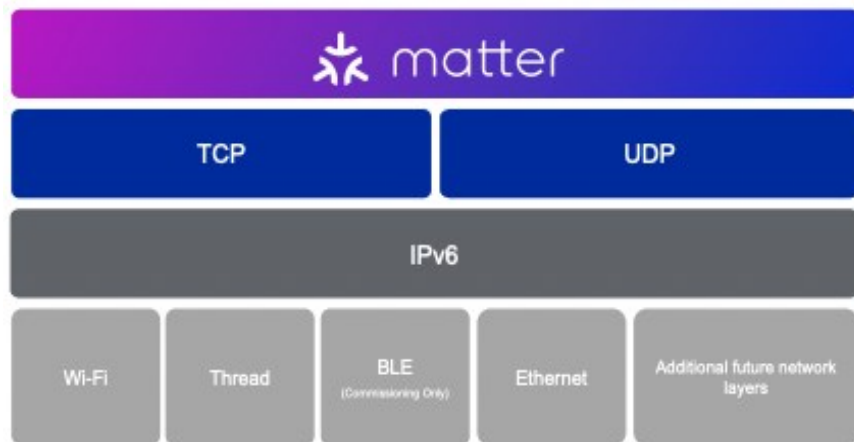 matter
TCP
UDP
IPv6
Wi-Fi
Thread
BLE
(Commissioning Only)
Ethernet
Additional future network
layers